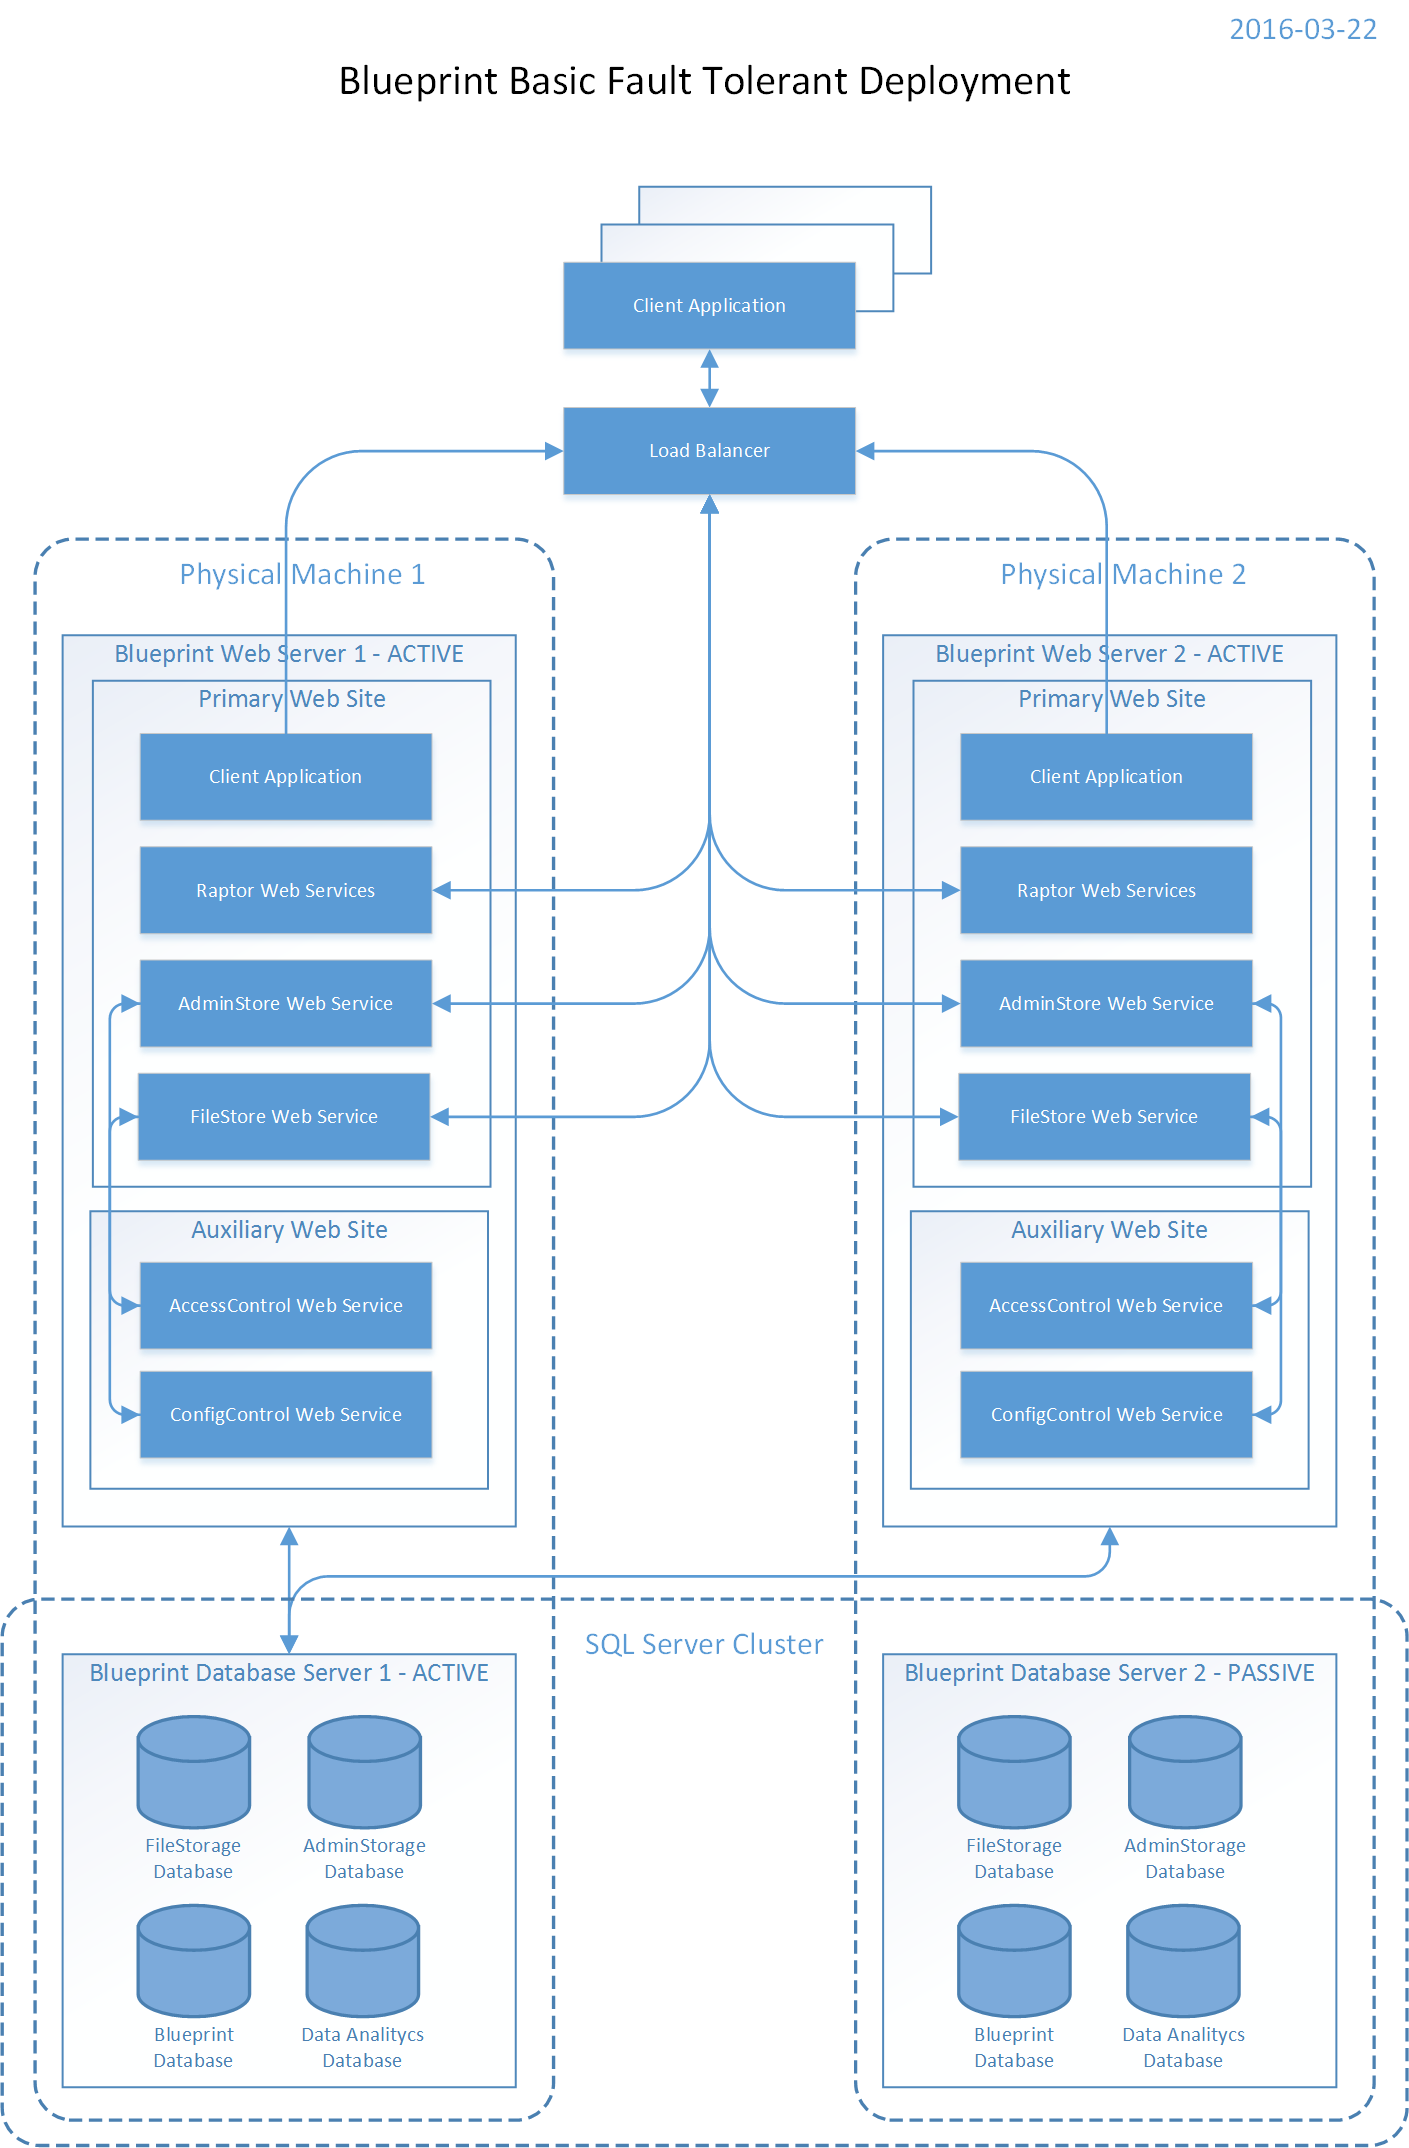 2016-03-22
Blueprint Basic Fault Tolerant Deployment
Client Application
Load Balancer
Physical Machine 1
Blueprint Web Server 1 - ACTIVE
Primary Web Site
Client Application
Raptor Web Services
AdminStore Web Service
FileStore Web Service
Auxiliary Web Site
AccessControl Web Service
ConfigControl Web Service
Physical Machine 2
Blueprint Web Server 2 - ACTIVE
Primary Web Site
Client Application
Raptor Web Services
AdminStore Web Service
FileStore Web Service
Auxiliary Web Site
AccessControl Web Service
ConfigControl Web Service
SQL Server Cluster
Blueprint Database Server 1 - ACTIVE
FileStorage
Database
AdminStorage
Database
Blueprint
Database
Data Analitycs
Database
Blueprint Database Server 2 - PASSIVE
FileStorage
Database
AdminStorage
Database
Blueprint
Database
Data Analitycs
Database